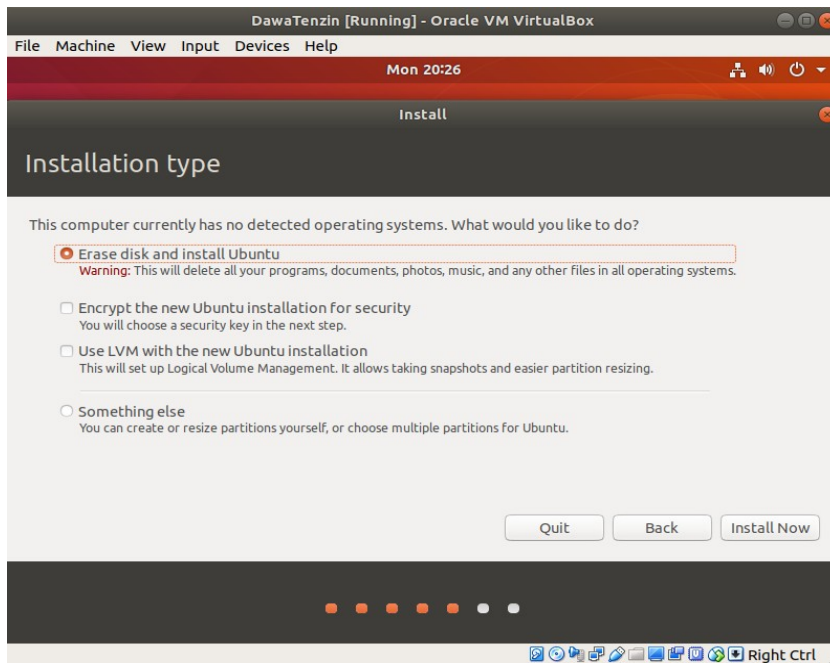 DawaTenzin [Running] - Oracle VM VirtualBox
File Machine View Input Devices Help
Mon 20:26
Install
Installation type
This computer currently has no detected operating systems. What would you like to do?
Erase disk and install Ubuntu
Warning: This will delete all your programs, documents, photos, music, and any other files in all operating systems.
Encrypt the new Ubuntu installation for security
You will choose a security key in the next step.
Use LVM with the new Ubuntu installation
This will set up Logical Volume Management. It allows taking snapshots and easier partition resizing.
Something else
You can create or resize partitions yourself, or choose multiple partitions for Ubuntu.
Quit Back Install Now
Right Ctrl